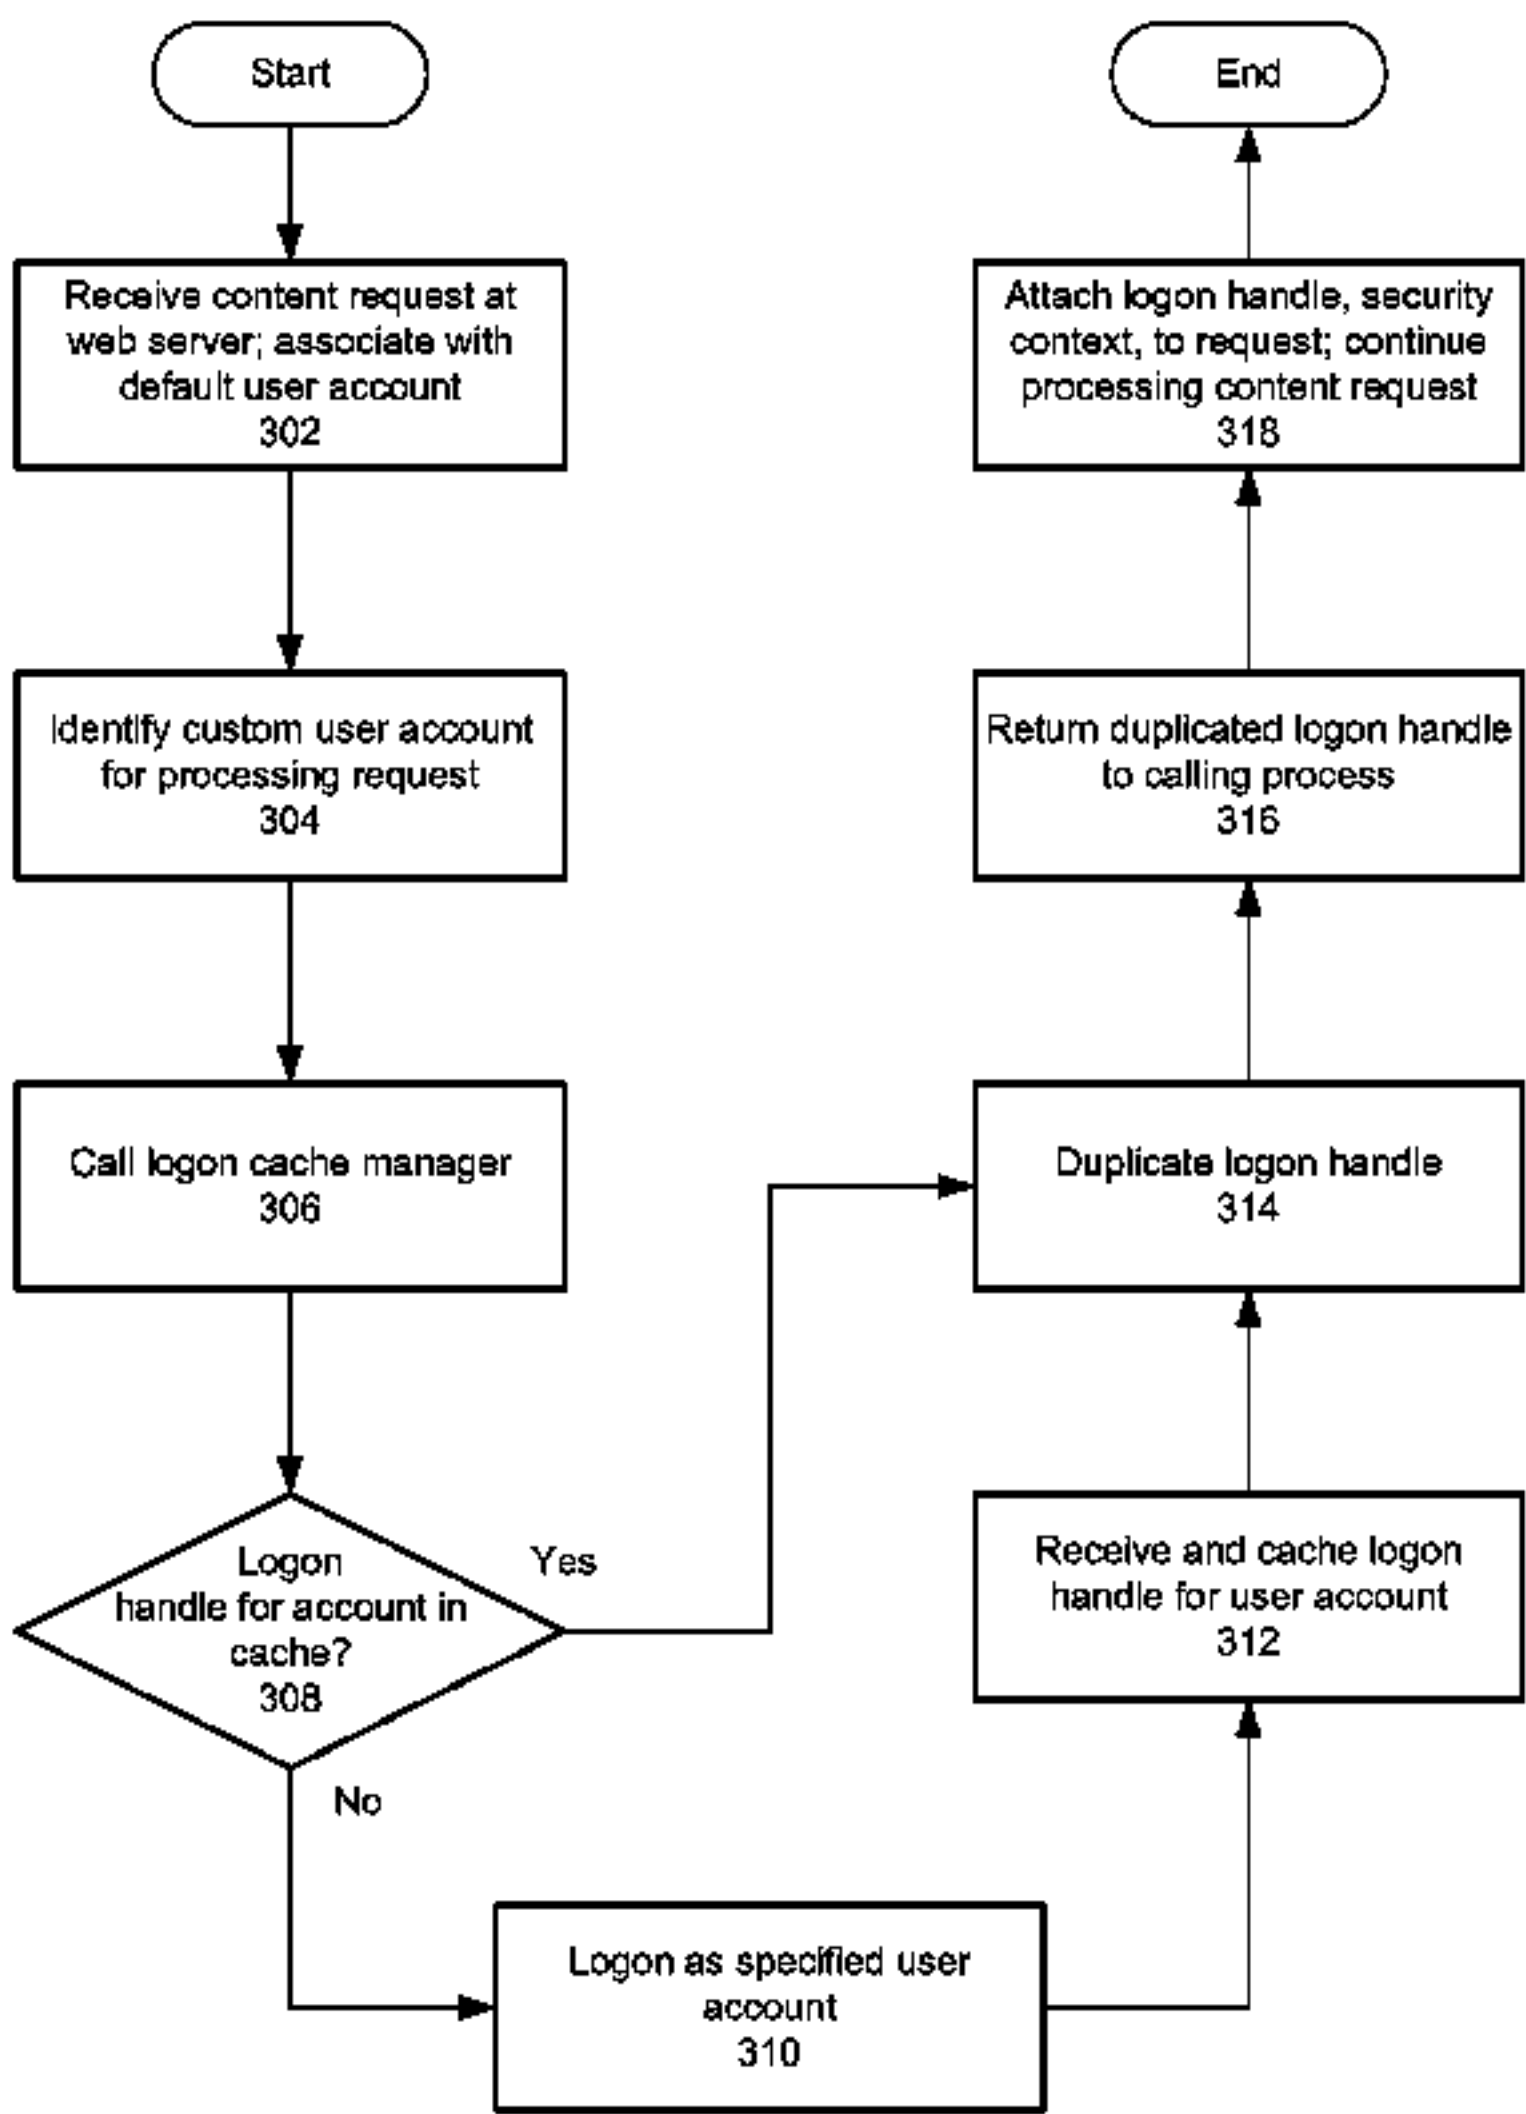 Start
Receive content request at
web server; associate with
default user account
302
Identify custom user account
for processing request
304
Call logon cache manager
306
Logon
handle for account in
cache?
308
Yes
No
Logon as specified user
account
310
Receive and cache logon
handle for user account
312
Duplicate logon handle
314
Return duplicated logon handle
to calling process
316
Attach logon handle, security
context, to request; continue
processing content request
318
End